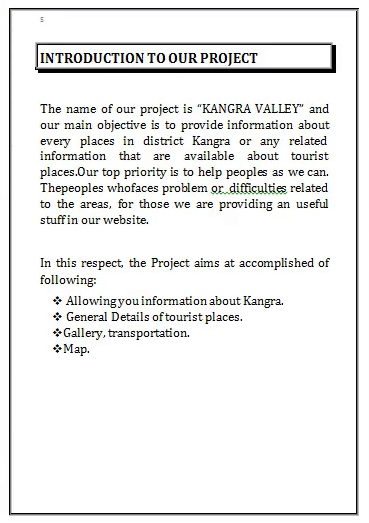 5
INTRODUCTION TO OUR PROJECT
The name of our project is “KANGRA VALLEY” and
our main objective is to provide information about
every places in district Kangra or any related
information that are available about tourist
places.Our top priority is to help peoples as we can.
Thepeoples whofaces problem or difficulties related
to the areas, for those we are providing an useful
stuff in our website.
In this respect, the Project aims at accomplished of
following:
❖ Allowing you information about Kangra.
❖ General Details of tourist places.
❖Gallery, transportation.
❖Map.